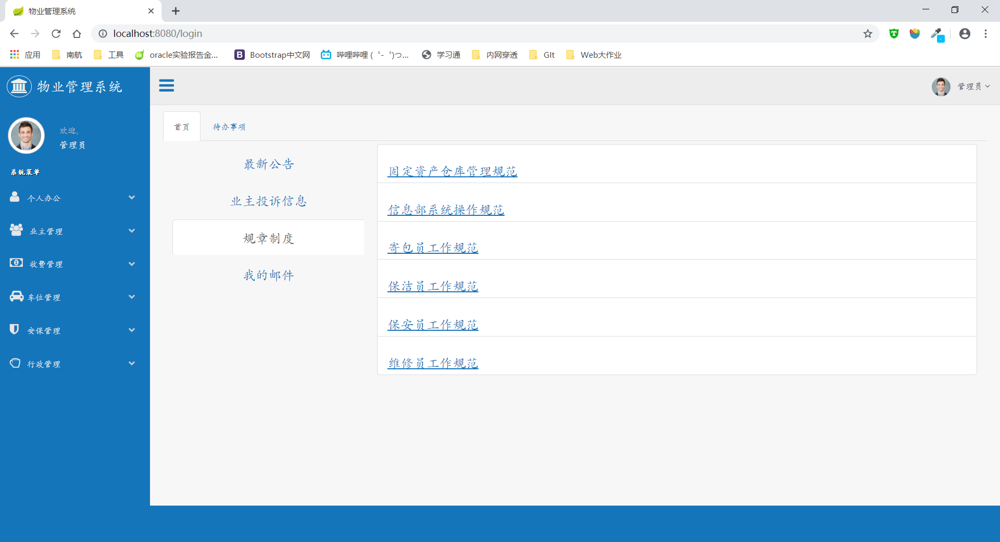 物业管理系统
localhost:8080/login
应用 南航 工具 oracle实验报告金... Bootstrap中文网 哔哩哔哩 ( ゜- ゜)つ... 学习通 内网穿透 GIt Web大作业
物业管理系统
管理员
欢迎,
管理员
系统菜单
个人办公
业主管理
收费管理
车位管理
安保管理
行政管理
首页 待办事项
最新公告
业主投诉信息
规章制度
我的邮件
固定资产仓库管理规范
信息部系统操作规范
寄包员工作规范
保洁员工作规范
保安员工作规范
维修员工作规范